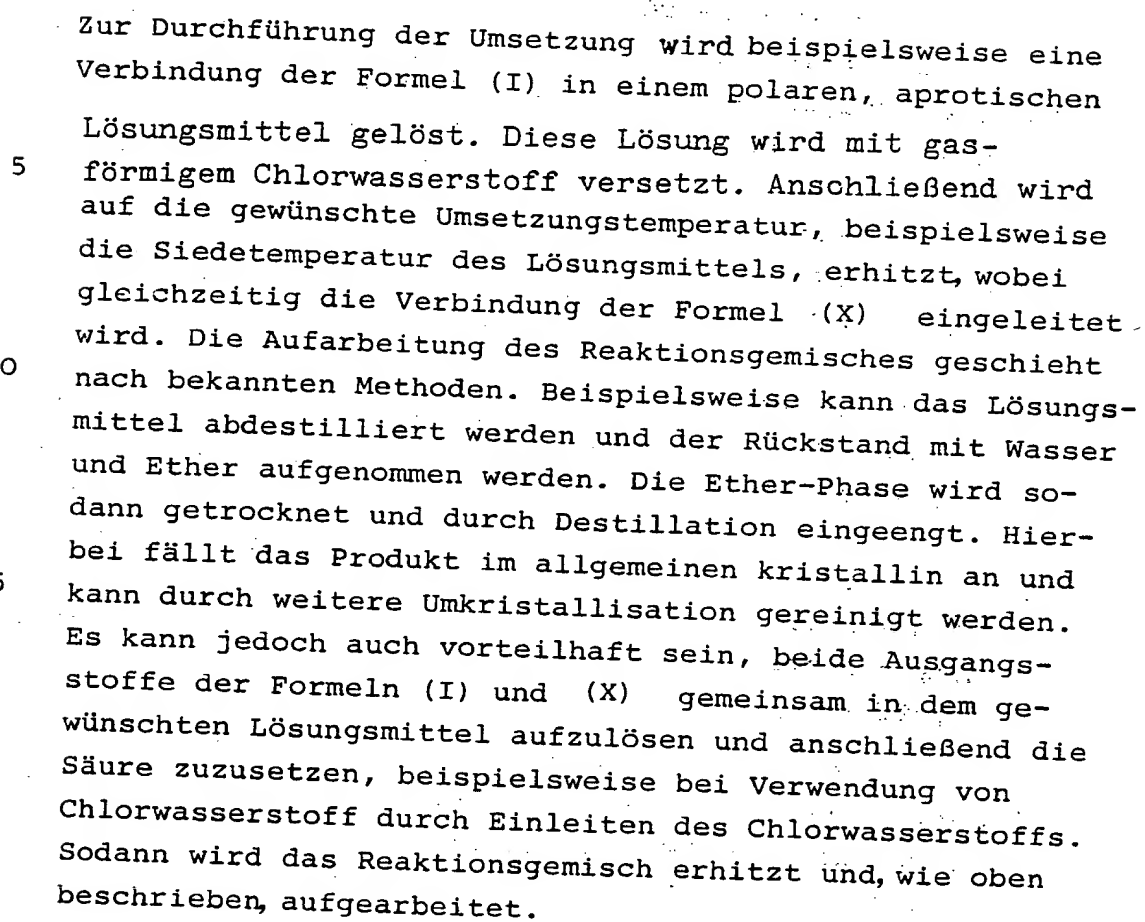 Zur Durchführung der Umsetzung wird beispielsweise eine
Verbindung der Formel (I) in einem polaren, aprotischen
Lösungsmittel gelöst. Diese Lösung wird mit gas-
5 förmigem Chlorwasserstoff versetzt. Anschließend wird
auf die gewünschte Umsetzungstemperatur, beispielsweise
die Siedetemperatur des Lösungsmittels, erhitzt, wobei
gleichzeitig die Verbindung der Formel (X) eingeleitet
wird. Die Aufarbeitung des Reaktionsgemisches geschieht
O nach bekannten Methoden. Beispielsweise kann das Lösungs-
mittel abdestilliert werden und der Rückstand mit Wasser
und Ether aufgenommen werden. Die Ether-Phase wird so-
dann getrocknet und durch Destillation eingeengt. Hier-
bei fällt das Produkt im allgemeinen kristallin an und
5 kann durch weitere Umkristallisation gereinigt werden.
Es kann jedoch auch vorteilhaft sein, beide Ausgangs-
stoffe der Formeln (I) und (X) gemeinsam in dem ge-
wünschten Lösungsmittel aufzulösen und anschließend die
Säure zuzusetzen, beispielsweise bei Verwendung von
Chlorwasserstoff durch Einleiten des Chlorwasserstoffs.
Sodann wird das Reaktionsgemisch erhitzt und, wie oben
beschrieben, aufgearbeitet.